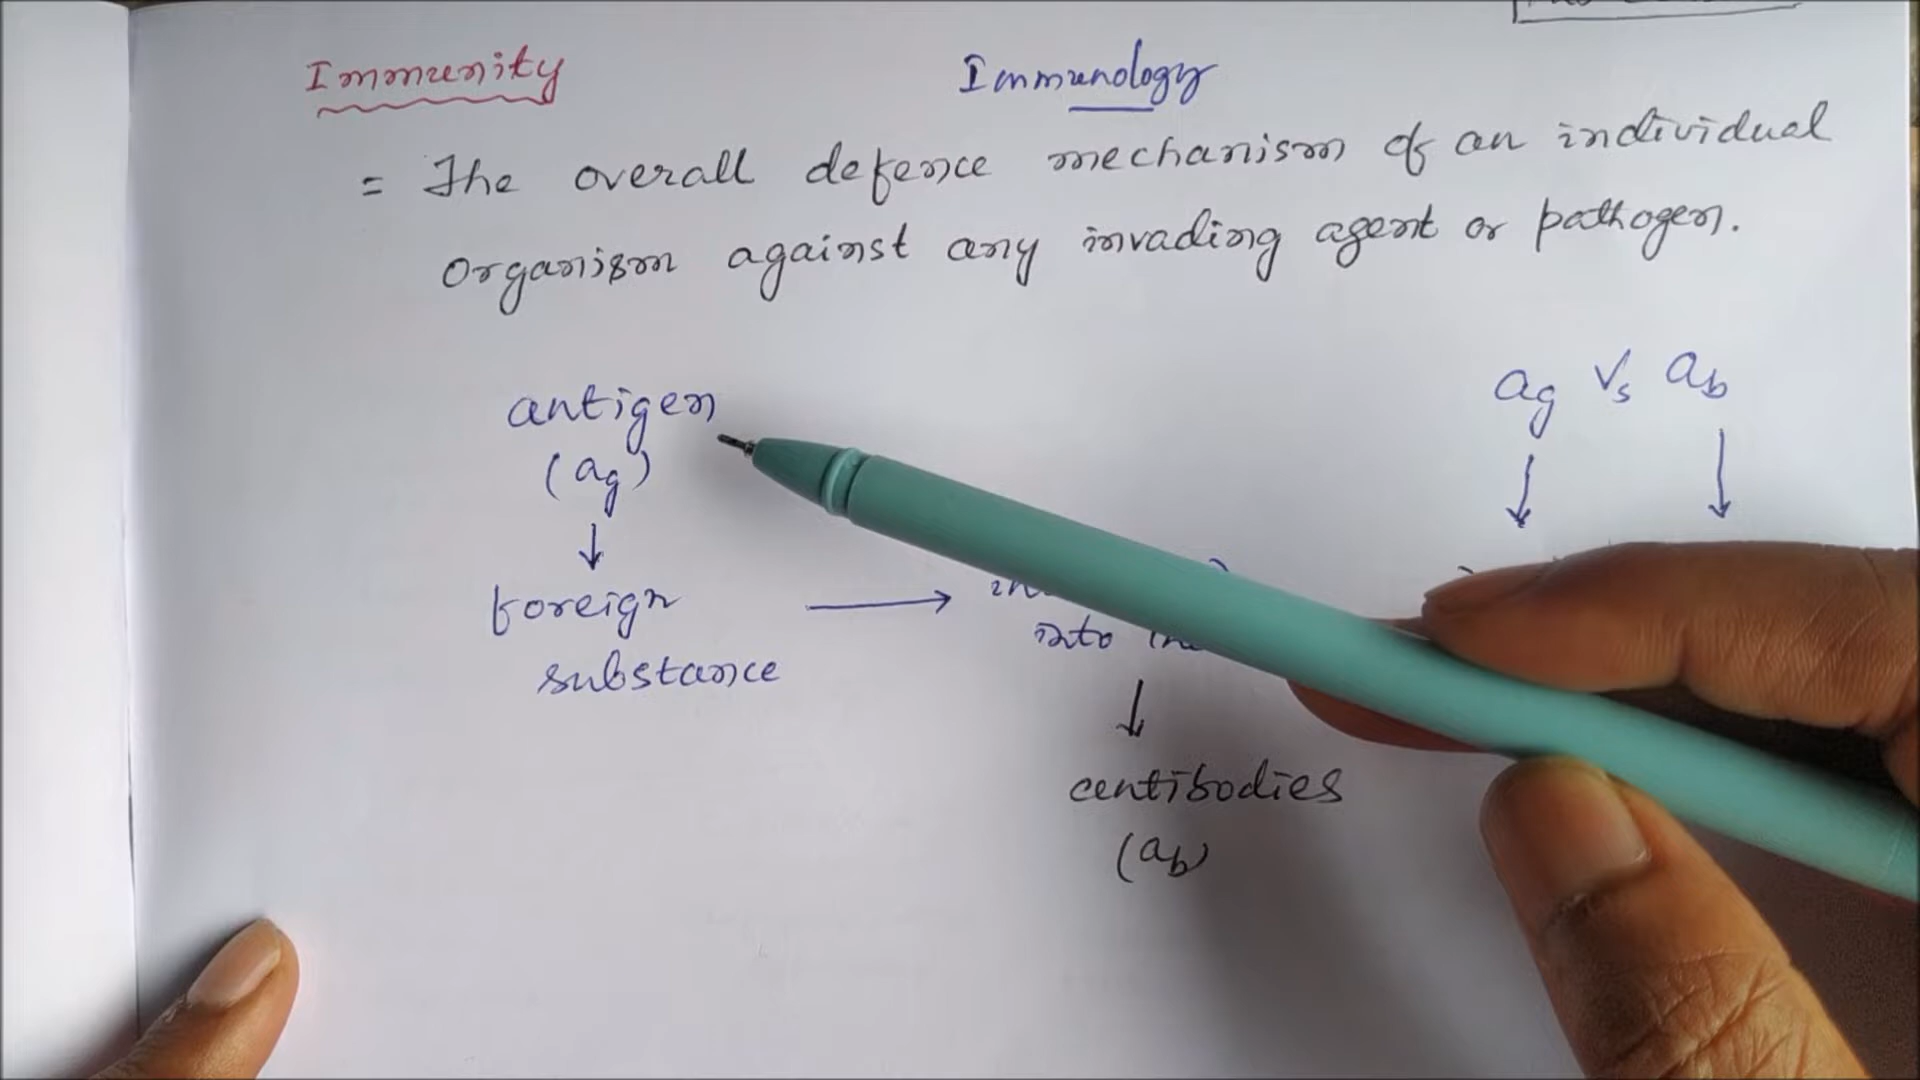 Immunity
Immunology
= The overall defence mechanism of an individual
organism against any invading agent or pathogen.
antigen
(ag)
↓
foreign
substance
→
into
↓
antibodies
(ab)
ag Vs ab
↓ ↓